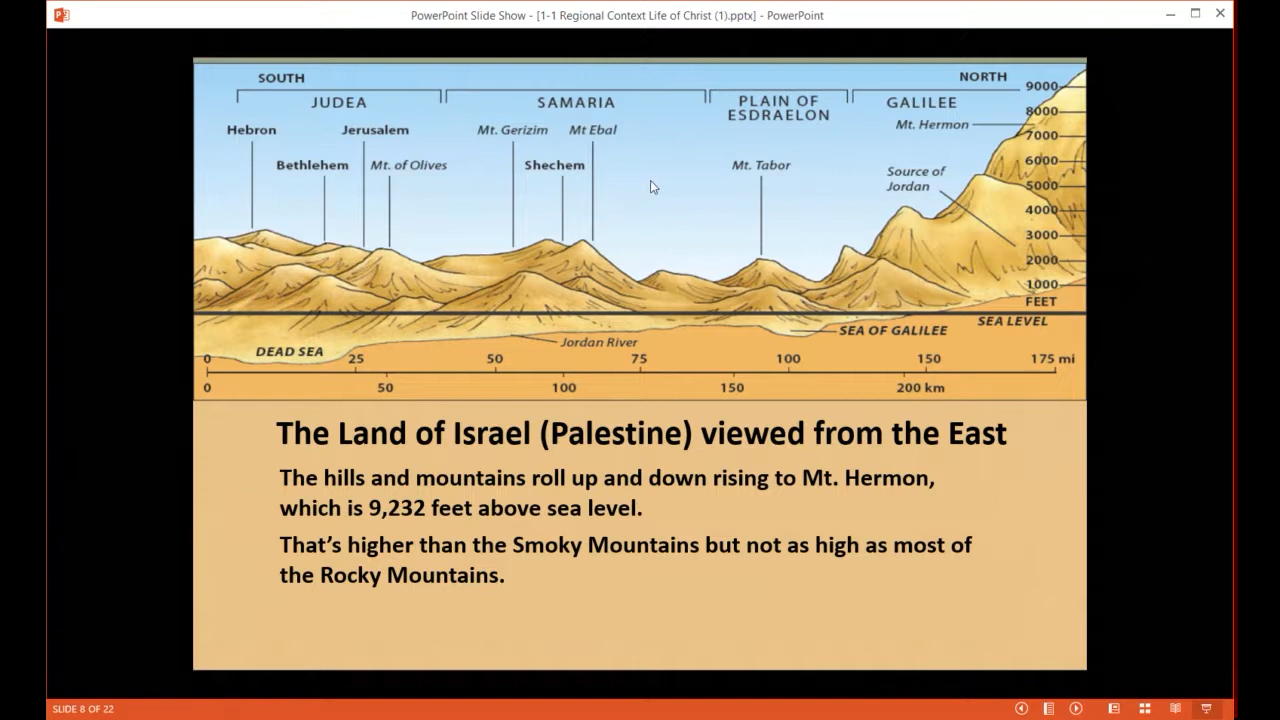 PowerPoint Slide Show - [1-1 Regional Context Life of Christ (1).pptx] - PowerPoint
SOUTH
NORTH
JUDEA
SAMARIA
PLAIN OF
ESDRAELON
GALILEE
9000
8000
7000
6000
5000
4000
3000
2000
1000
FEET
Hebron
Jerusalem
Mt. Gerizim
Mt Ebal
Mt. Hermon
Bethlehem
Mt. of Olives
Shechem
Mt. Tabor
Source of
Jordan
SEA LEVEL
SEA OF GALILEE
Jordan River
DEAD SEA
0 25 50 75 100 150 175 mi
0 50 100 150 200 km
The Land of Israel (Palestine) viewed from the East
The hills and mountains roll up and down rising to Mt. Hermon,
which is 9,232 feet above sea level.
That’s higher than the Smoky Mountains but not as high as most of
the Rocky Mountains.
SLIDE 8 OF 22